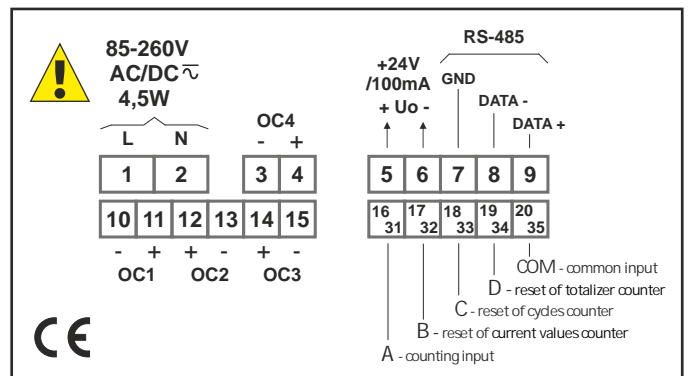 85-260V
AC/DC
4,5W
L N
OC4
- +
1 2 3 4
10 11 12 13 14 15
- + + - + -
OC1 OC2 OC3
CE
RS-485
+24V
/100mA
+ Uo -
GND
DATA -
DATA +
5 6 7 8 9
16 31 17 32 18 33 19 34 20 35
COM - common input
D - reset of totalizer counter
C - reset of cycles counter
B - reset of current values counter
A - counting input